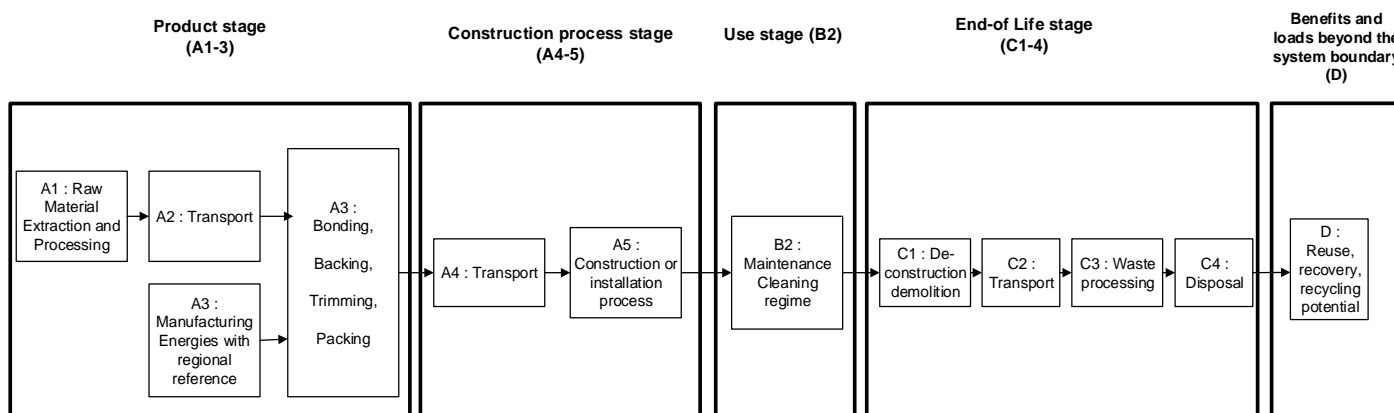 Product stage
(A1-3)
Construction process stage
(A4-5)
Use stage (B2)
End-of Life stage
(C1-4)
Benefits and
loads beyond the
system boundary
(D)
A1 : Raw
Material
Extraction and
Processing
A2 : Transport
A3 :
Manufacturing
Energies with
regional
reference
A3 :
Bonding,
Backing,
Trimming,
Packing
A4 : Transport
A5 :
Construction or
installation
process
B2 :
Maintenance
Cleaning
regime
C1 : De-
construction
demolition
C2 :
Transport
C3 : Waste
processing
C4 :
Disposal
D :
Reuse,
recovery,
recycling
potential